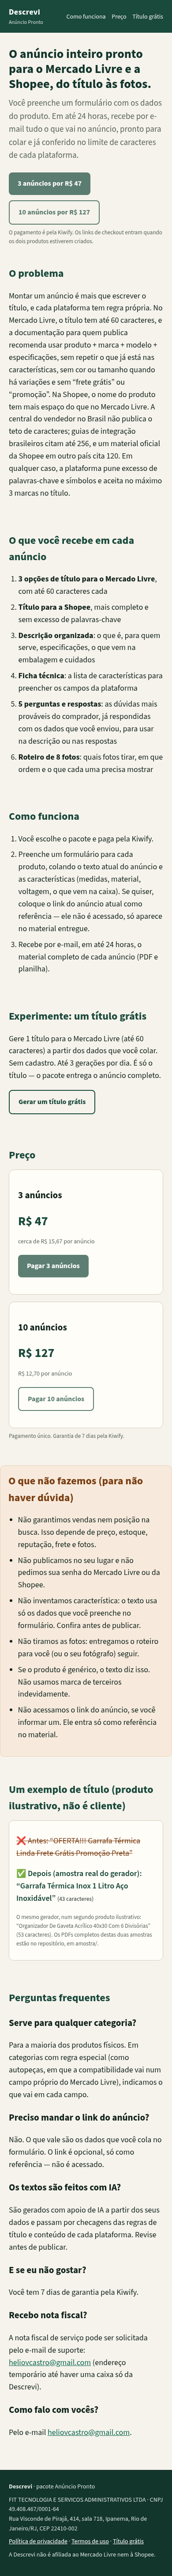 Descrevi
Anúncio Pronto
Como funciona Preço Título grátis
O anúncio inteiro pronto
para o Mercado Livre e a
Shopee, do título às fotos.
Você preenche um formulário com os dados
do produto. Em até 24 horas, recebe por e-
mail tudo o que vai no anúncio, pronto para
colar e já conferido no limite de caracteres
de cada plataforma.
3 anúncios por R$ 47
10 anúncios por R$ 127
O pagamento é pela Kiwify. Os links de checkout entram quando
os dois produtos estiverem criados.
O problema
Montar um anúncio é mais que escrever o
título, e cada plataforma tem regra própria. No
Mercado Livre, o título tem até 60 caracteres, e
a documentação para quem publica
recomenda usar produto + marca + modelo +
especificações, sem repetir o que já está nas
características, sem cor ou tamanho quando
há variações e sem “frete grátis” ou
“promoção”. Na Shopee, o nome do produto
tem mais espaço do que no Mercado Livre. A
central do vendedor no Brasil não publica o
teto de caracteres; guias de integração
brasileiros citam até 256, e um material oficial
da Shopee em outro país cita 120. Em
qualquer caso, a plataforma pune excesso de
palavras-chave e símbolos e aceita no máximo
3 marcas no título.
O que você recebe em cada
anúncio
1. 3 opções de título para o Mercado Livre,
com até 60 caracteres cada
2. Título para a Shopee, mais completo e
sem excesso de palavras-chave
3. Descrição organizada: o que é, para quem
serve, especificações, o que vem na
embalagem e cuidados
4. Ficha técnica: a lista de características para
preencher os campos da plataforma
5. 5 perguntas e respostas: as dúvidas mais
prováveis do comprador, já respondidas
com os dados que você enviou, para usar
na descrição ou nas respostas
6. Roteiro de 8 fotos: quais fotos tirar, em que
ordem e o que cada uma precisa mostrar
Como funciona
1. Você escolhe o pacote e paga pela Kiwify.
2. Preenche um formulário para cada
produto, colando o texto atual do anúncio e
as características (medidas, material,
voltagem, o que vem na caixa). Se quiser,
coloque o link do anúncio atual como
referência — ele não é acessado, só aparece
no material entregue.
3. Recebe por e-mail, em até 24 horas, o
material completo de cada anúncio (PDF e
planilha).
Experimente: um título grátis
Gere 1 título para o Mercado Livre (até 60
caracteres) a partir dos dados que você colar.
Sem cadastro. Até 3 gerações por dia. É só o
título — o pacote entrega o anúncio completo.
Gerar um título grátis
Preço
3 anúncios
R$ 47
cerca de R$ 15,67 por anúncio
Pagar 3 anúncios
10 anúncios
R$ 127
R$ 12,70 por anúncio
Pagar 10 anúncios
Pagamento único. Garantia de 7 dias pela Kiwify.
O que não fazemos (para não
haver dúvida)
• Não garantimos vendas nem posição na
busca. Isso depende de preço, estoque,
reputação, frete e fotos.
• Não publicamos no seu lugar e não
pedimos sua senha do Mercado Livre ou da
Shopee.
• Não inventamos característica: o texto usa
só os dados que você preenche no
formulário. Confira antes de publicar.
• Não tiramos as fotos: entregamos o roteiro
para você (ou o seu fotógrafo) seguir.
• Se o produto é genérico, o texto diz isso.
Não usamos marca de terceiros
indevidamente.
• Não acessamos o link do anúncio, se você
informar um. Ele entra só como referência
no material.
Um exemplo de título (produto
ilustrativo, não é cliente)
❌ Antes: “OFERTA!!! Garrafa Térmica
Linda Frete Grátis Promoção Preta”
✅ Depois (amostra real do gerador):
“Garrafa Térmica Inox 1 Litro Aço
Inoxidável” (43 caracteres)
O mesmo gerador, num segundo produto ilustrativo:
“Organizador De Gaveta Acrílico 40x30 Com 6 Divisórias”
(53 caracteres). Os PDFs completos destas duas amostras
estão no repositório, em amostra/.
Perguntas frequentes
Serve para qualquer categoria?
Para a maioria dos produtos físicos. Em
categorias com regra especial (como
autopeças, em que a compatibilidade vai num
campo próprio do Mercado Livre), indicamos o
que vai em cada campo.
Preciso mandar o link do anúncio?
Não. O que vale são os dados que você cola no
formulário. O link é opcional, só como
referência — não é acessado.
Os textos são feitos com IA?
São gerados com apoio de IA a partir dos seus
dados e passam por checagens das regras de
título e conteúdo de cada plataforma. Revise
antes de publicar.
E se eu não gostar?
Você tem 7 dias de garantia pela Kiwify.
Recebo nota fiscal?
A nota fiscal de serviço pode ser solicitada
pelo e-mail de suporte:
heliovcastro@gmail.com (endereço
temporário até haver uma caixa só da
Descrevi).
Como falo com vocês?
Pelo e-mail heliovcastro@gmail.com.
Descrevi · pacote Anúncio Pronto
FIT TECNOLOGIA E SERVICOS ADMINISTRATIVOS LTDA · CNPJ
49.408.467/0001-64
Rua Visconde de Pirajá, 414, sala 718, Ipanema, Rio de
Janeiro/RJ, CEP 22410-002
Política de privacidade · Termos de uso · Título grátis
A Descrevi não é afiliada ao Mercado Livre nem à Shopee.